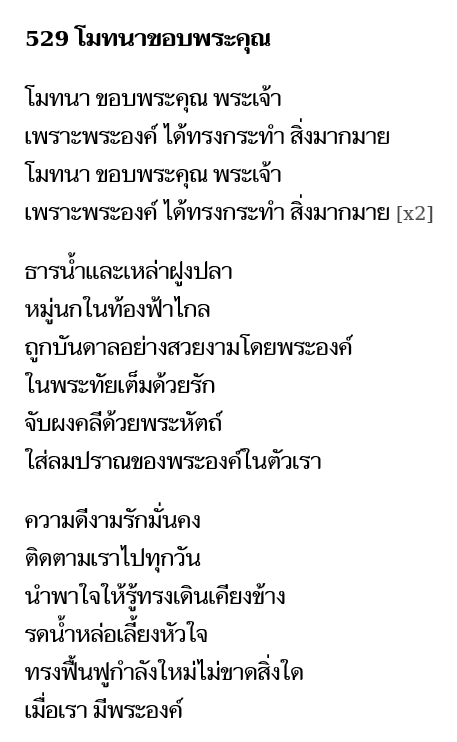 529 โมทนาขอบพระคุณ
โมทนา ขอบพระคุณ พระเจ้า
เพราะพระองค์ ได้ทรงกระทำ สิ่งมากมาย
โมทนา ขอบพระคุณ พระเจ้า
เพราะพระองค์ ได้ทรงกระทำ สิ่งมากมาย [x2]
ธารน้ำและเหล่าฝูงปลา
หมู่นกในท้องฟ้าไกล
ถูกบันดาลอย่างสวยงามโดยพระองค์
ในพระทัยเต็มด้วยรัก
จับผงคลีด้วยพระหัตถ์
ใส่ลมปราณของพระองค์ในตัวเรา
ความดีงามรักมั่นคง
ติดตามเราไปทุกวัน
นำพาใจให้รู้ทรงเดินเคียงข้าง
รดน้ำหล่อเลี้ยงหัวใจ
ทรงฟื้นฟูกำลังใหม่ไม่ขาดสิ่งใด
เมื่อเรา มีพระองค์